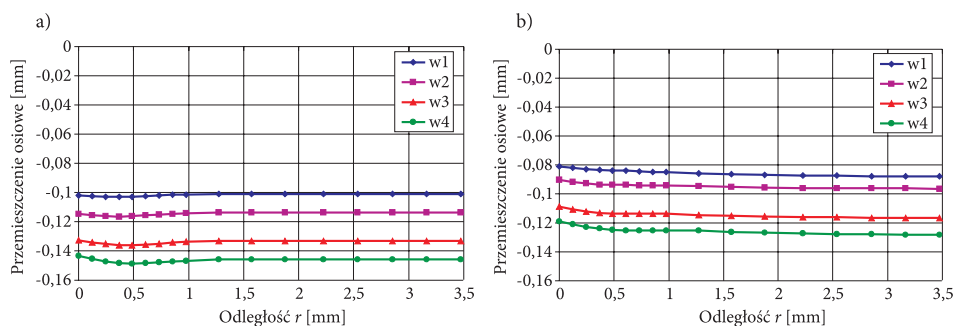 a)
Przemieszczenie osiowe [mm]
0
-0,02
-0,04
-0,06
-0,08
-0,1
-0,12
-0,14
-0,16
0 0,5 1 1,5 2 2,5 3 3,5
Odległość r [mm]
w1
w2
w3
w4
b)
Przemieszczenie osiowe [mm]
0
-0,02
-0,04
-0,06
-0,08
-0,1
-0,12
-0,14
-0,16
0 0,5 1 1,5 2 2,5 3 3,5
Odległość r [mm]
w1
w2
w3
w4